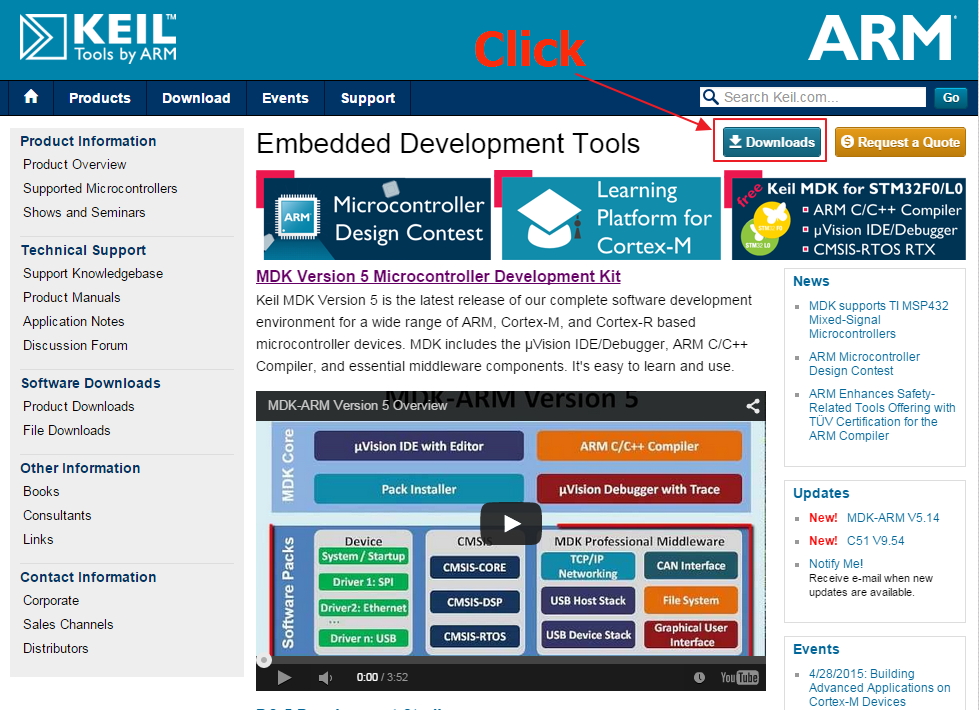 KEIL™
Tools by ARM
ARM
Click
Products
Download
Events
Support
Search Keil.com...
Go
Product Information
Product Overview
Supported Microcontrollers
Shows and Seminars
Technical Support
Support Knowledgebase
Product Manuals
Application Notes
Discussion Forum
Software Downloads
Product Downloads
File Downloads
Other Information
Books
Consultants
Links
Contact Information
Corporate
Sales Channels
Distributors
Embedded Development Tools
Downloads
Request a Quote
ARM
Microcontroller
Design Contest
Learning
Platform for
Cortex-M
free
Keil MDK for STM32F0/L0
STM32 F0
STM32 L0
ARM C/C++ Compiler
µVision IDE/Debugger
CMSIS-RTOS RTX
MDK Version 5 Microcontroller Development Kit
Keil MDK Version 5 is the latest release of our complete software development
environment for a wide range of ARM, Cortex-M, and Cortex-R based
microcontroller devices. MDK includes the µVision IDE/Debugger, ARM C/C++
Compiler, and essential middleware components. It's easy to learn and use.
MDK-ARM Version 5
MDK-ARM Version 5 Overview
MDK Core
µVision IDE with Editor
ARM C/C++ Compiler
Pack Installer
µVision Debugger with Trace
Software Packs
Device
System / Startup
Driver 1: SPI
Driver2: Ethernet
...
Driver n: USB
CMSIS
CMSIS-CORE
CMSIS-DSP
CMSIS-RTOS
MDK Professional Middleware
TCP/IP
Networking
CAN Interface
USB Host Stack
File System
USB Device Stack
Graphical User
Interface
0:00 / 3:52
YouTube
News
MDK supports TI MSP432
Mixed-Signal
Microcontrollers
ARM Microcontroller
Design Contest
ARM Enhances Safety-
Related Tools Offering with
TÜV Certification for the
ARM Compiler
Updates
New! MDK-ARM V5.14
New! C51 V9.54
Notify Me!
Receive e-mail when new
updates are available.
Events
4/28/2015: Building
Advanced Applications on
Cortex-M Devices